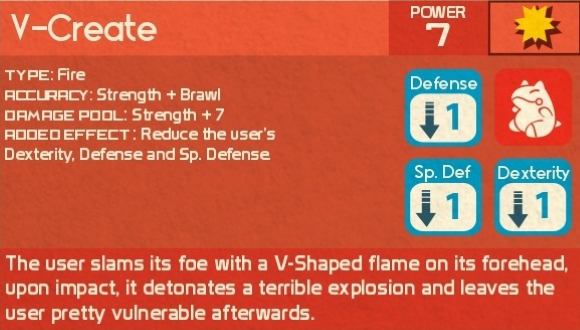 V-Create
POWER
7
TYPE: Fire
ACCURACY: Strength + Brawl
DAMAGE POOL: Strength + 7
ADDED EFFECT: Reduce the user's
Dexterity, Defense and Sp. Defense.
Defense
1
Sp. Def
1
Dexterity
1
The user slams its foe with a V-Shaped flame on its forehead,
upon impact, it detonates a terrible explosion and leaves the
user pretty vulnerable afterwards.